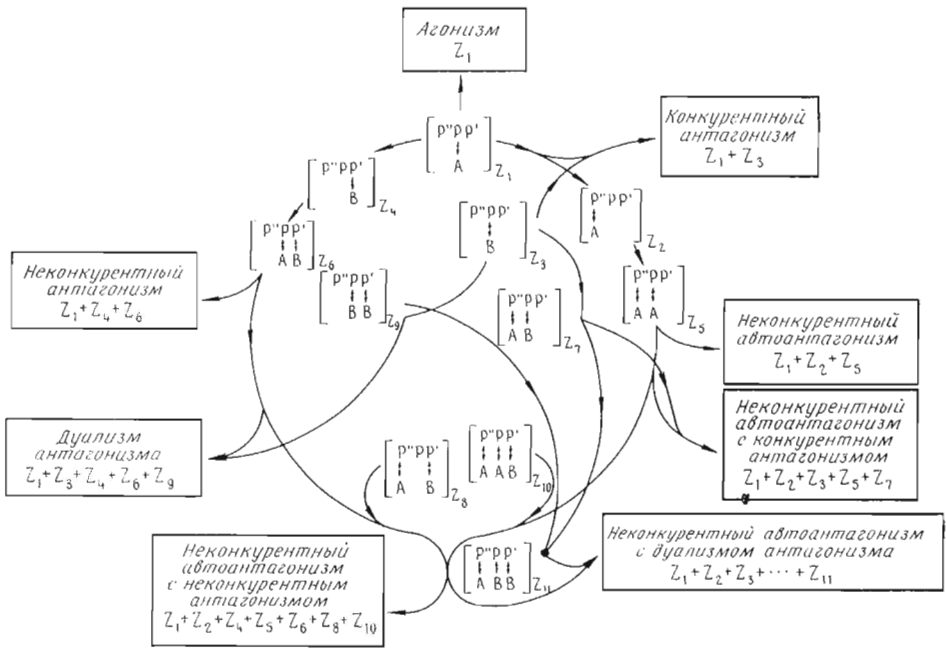 Агонизм
Z₁
Конкурентный
антагонизм
Z₁ + Z₃
[p"pp' A]Z₁
[p"pp' B]Z₄
[p"pp' A]Z₂
[p"pp' B]Z₃
[p"pp' A B]Z₆
[p"pp' B B]Z₉
[p"pp' A B]Z₇
[p"pp' A A]Z₅
Неконкурентный
антагонизм
Z₁ + Z₄ + Z₆
Неконкурентный
автоантагонизм
Z₁ + Z₂ + Z₅
Неконкурентный
автоантагонизм
с конкурентным
антагонизмом
Z₁ + Z₂ + Z₃ + Z₅ + Z₇
Дуализм
антагонизма
Z₁ + Z₃ + Z₄ + Z₆ + Z₉
[p"pp' A B]Z₈
[p"pp' A A B]Z₁₀
[p"pp' A B B]Z₁₁
Неконкурентный
автоантагонизм
с неконкурентным
антагонизмом
Z₁ + Z₂ + Z₄ + Z₅ + Z₆ + Z₈ + Z₁₀
Неконкурентный автоантагонизм
с дуализмом антагонизма
Z₁ + Z₂ + Z₃ + ··· + Z₁₁